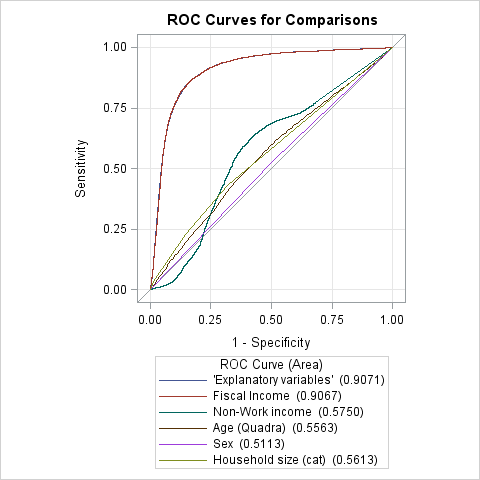 ROC Curves for Comparisons
1.00
0.75
0.50
0.25
0.00
Sensitivity
0.00 0.25 0.50 0.75 1.00
1 - Specificity
ROC Curve (Area)
'Explanatory variables' (0.9071)
Fiscal Income (0.9067)
Non-Work income (0.5750)
Age (Quadra) (0.5563)
Sex (0.5113)
Household size (cat) (0.5613)